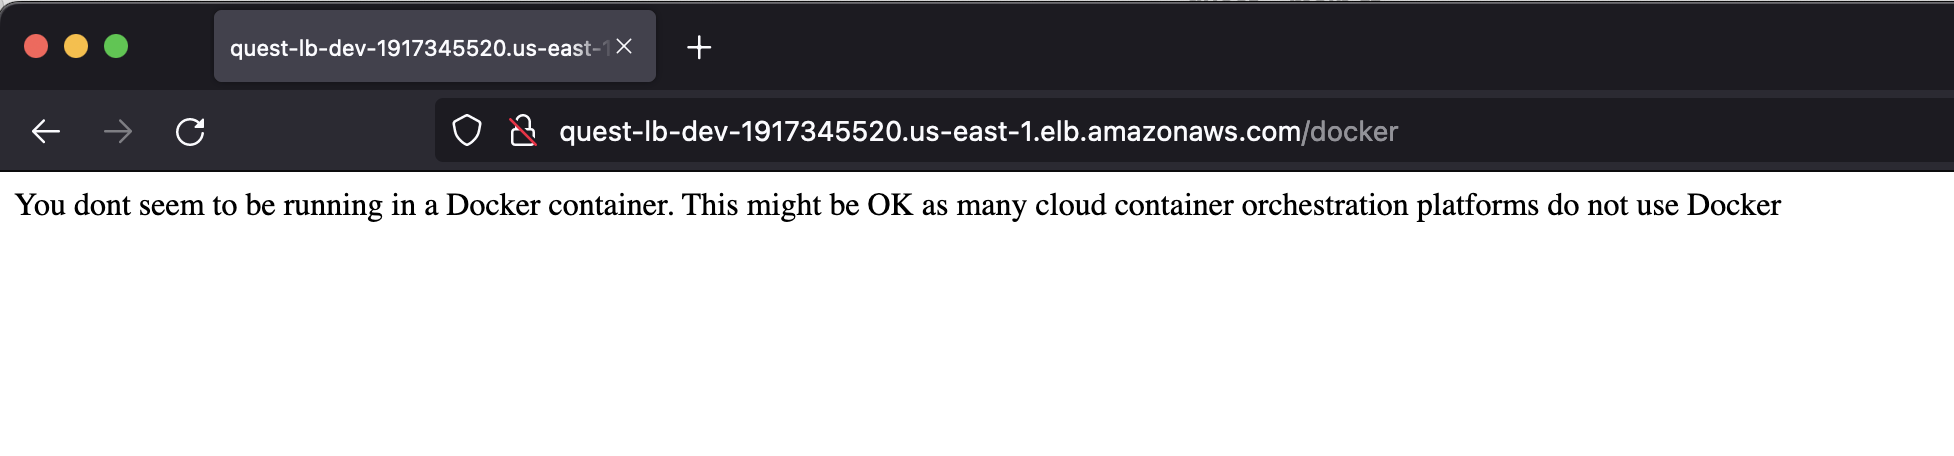 quest-lb-dev-1917345520.us-east-1
quest-lb-dev-1917345520.us-east-1.elb.amazonaws.com/docker
You dont seem to be running in a Docker container. This might be OK as many cloud container orchestration platforms do not use Docker